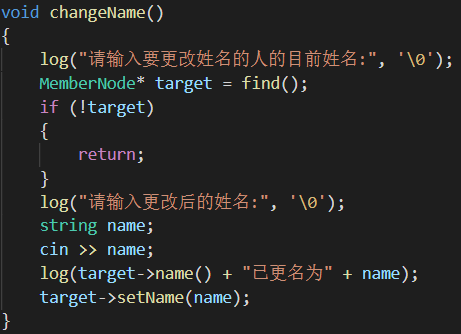 void changeName()
{
    log("请输入要更改姓名的人的目前姓名:", '\0');
    MemberNode* target = find();
    if (!target)
    {
        return;
    }
    log("请输入更改后的姓名:", '\0');
    string name;
    cin >> name;
    log(target->name() + "已更名为" + name);
    target->setName(name);
}